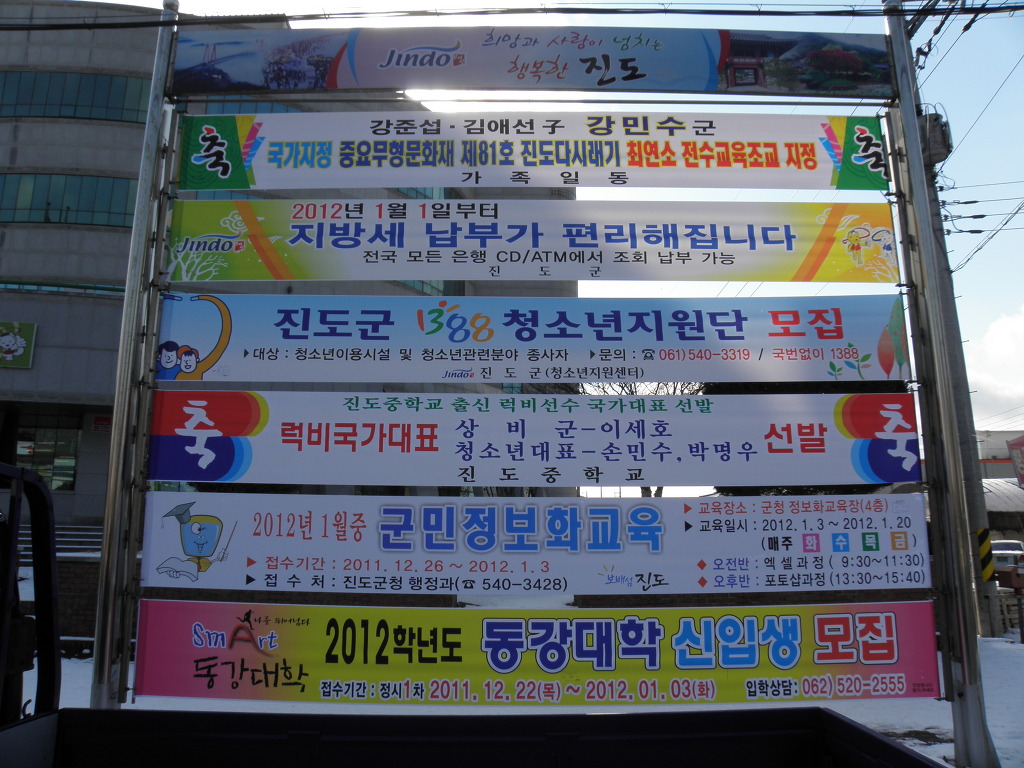 Jindo 희망과 사랑이 넘치는
행복한 진도
강준섭·김애선 子 강민수 군
축 국가지정 중요무형문화재 제81호 진도다시래기 최연소 전수교육조교 지정 축
가족일동
2012년 1월 1일부터
Jindo 지방세 납부가 편리해집니다
전국 모든 은행 CD/ATM에서 조회 납부 가능
진 도 군
진도군 1388 청소년지원단 모집
▶대상 : 청소년이용시설 및 청소년관련분야 종사자 ▶문의 : ☎ 061)540-3319 / 국번없이 1388
Jindo 진 도 군(청소년지원센터)
진도중학교 출신 럭비선수 국가대표 선발
축 럭비국가대표 상 비 군-이세호 선발 축
청소년대표-손민수,박명우
진 도 중 학 교
2012년 1월중 군민정보화교육
▶ 접수기간 : 2011. 12. 26 ~ 2012. 1. 3
▶ 접 수 처 : 진도군청 행정과(☎ 540-3428)
보배섬 진도
▶ 교육장소 : 군청 정보화교육장(4층)
▶ 교육일시 : 2012. 1. 3 ~ 2012. 1. 20
(매주 화 수 목 금)
◆ 오전반 : 엑셀과정 ( 9:30~11:30)
◆ 오후반 : 포토샵과정 (13:30~15:40)
나를 뛰어넘다
SmArt
동강대학
2012학년도 동강대학 신입생 모집
접수기간 : 정시1차 2011. 12. 22(목) ~ 2012. 01. 03(화) 입학상담: 062) 520-2555